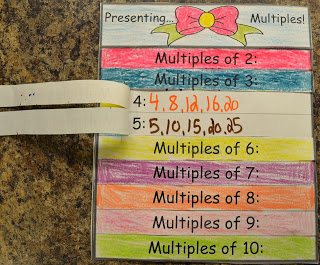 Presenting... Multiples!
Multiples of 2:
Multiples of 3:
4: 4,8,12,16,20
5: 5,10,15,20,25
Multiples of 6:
Multiples of 7:
Multiples of 8:
Multiples of 9:
Multiples of 10: